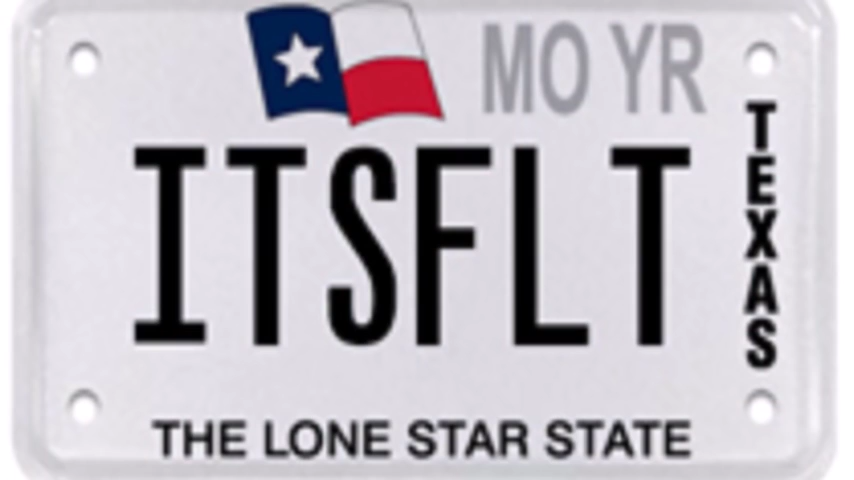 MO YR
ITSFLT
TEXAS
THE LONE STAR STATE